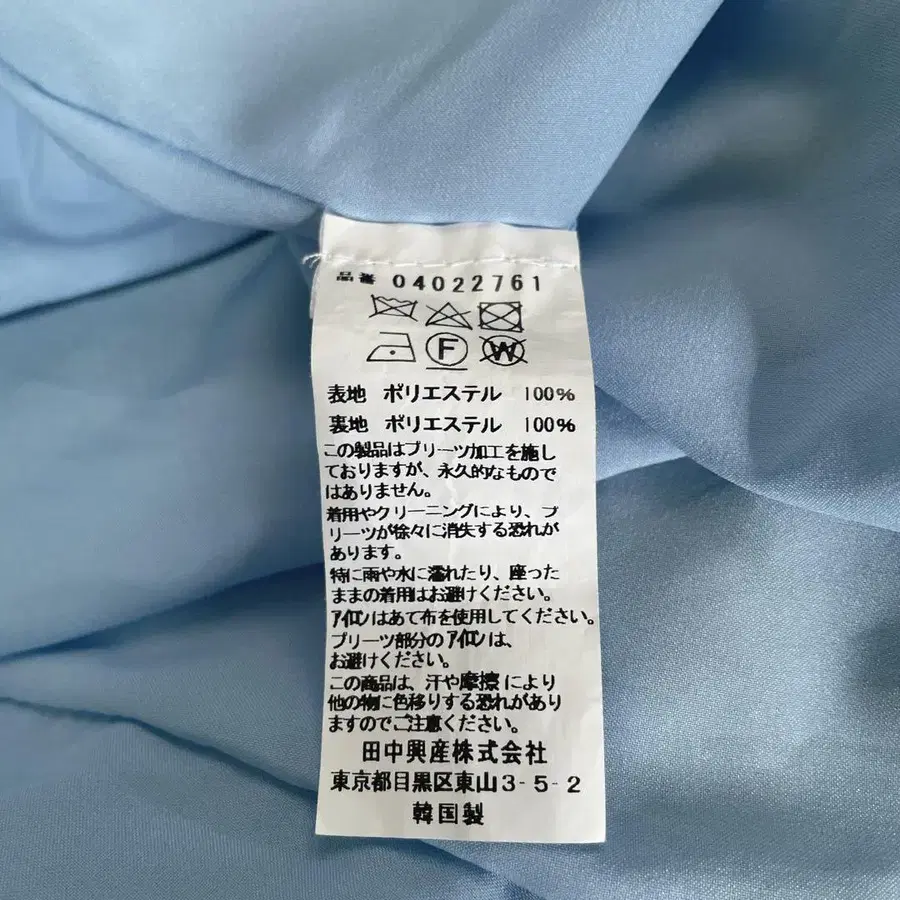 品番 04022761
F W
表地 ポリエステル 100%
裏地 ポリエステル 100%
この製品はプリーツ加工を施し
ておりますが、永久的なもので
はありません。
着用やクリーニングにより、プ
リーツが徐々に消失する恐れが
あります。
特に雨や水に濡れたり、座った
ままの着用はお避けください。
アイロンはあて布を使用してください。
プリーツ部分のアイロンは、
お避けください。
この商品は、汗や摩擦により
他の物に色移りする恐れがあり
ますのでご注意ください。
田中興産株式会社
東京都目黒区東山3-5-2
韓国製